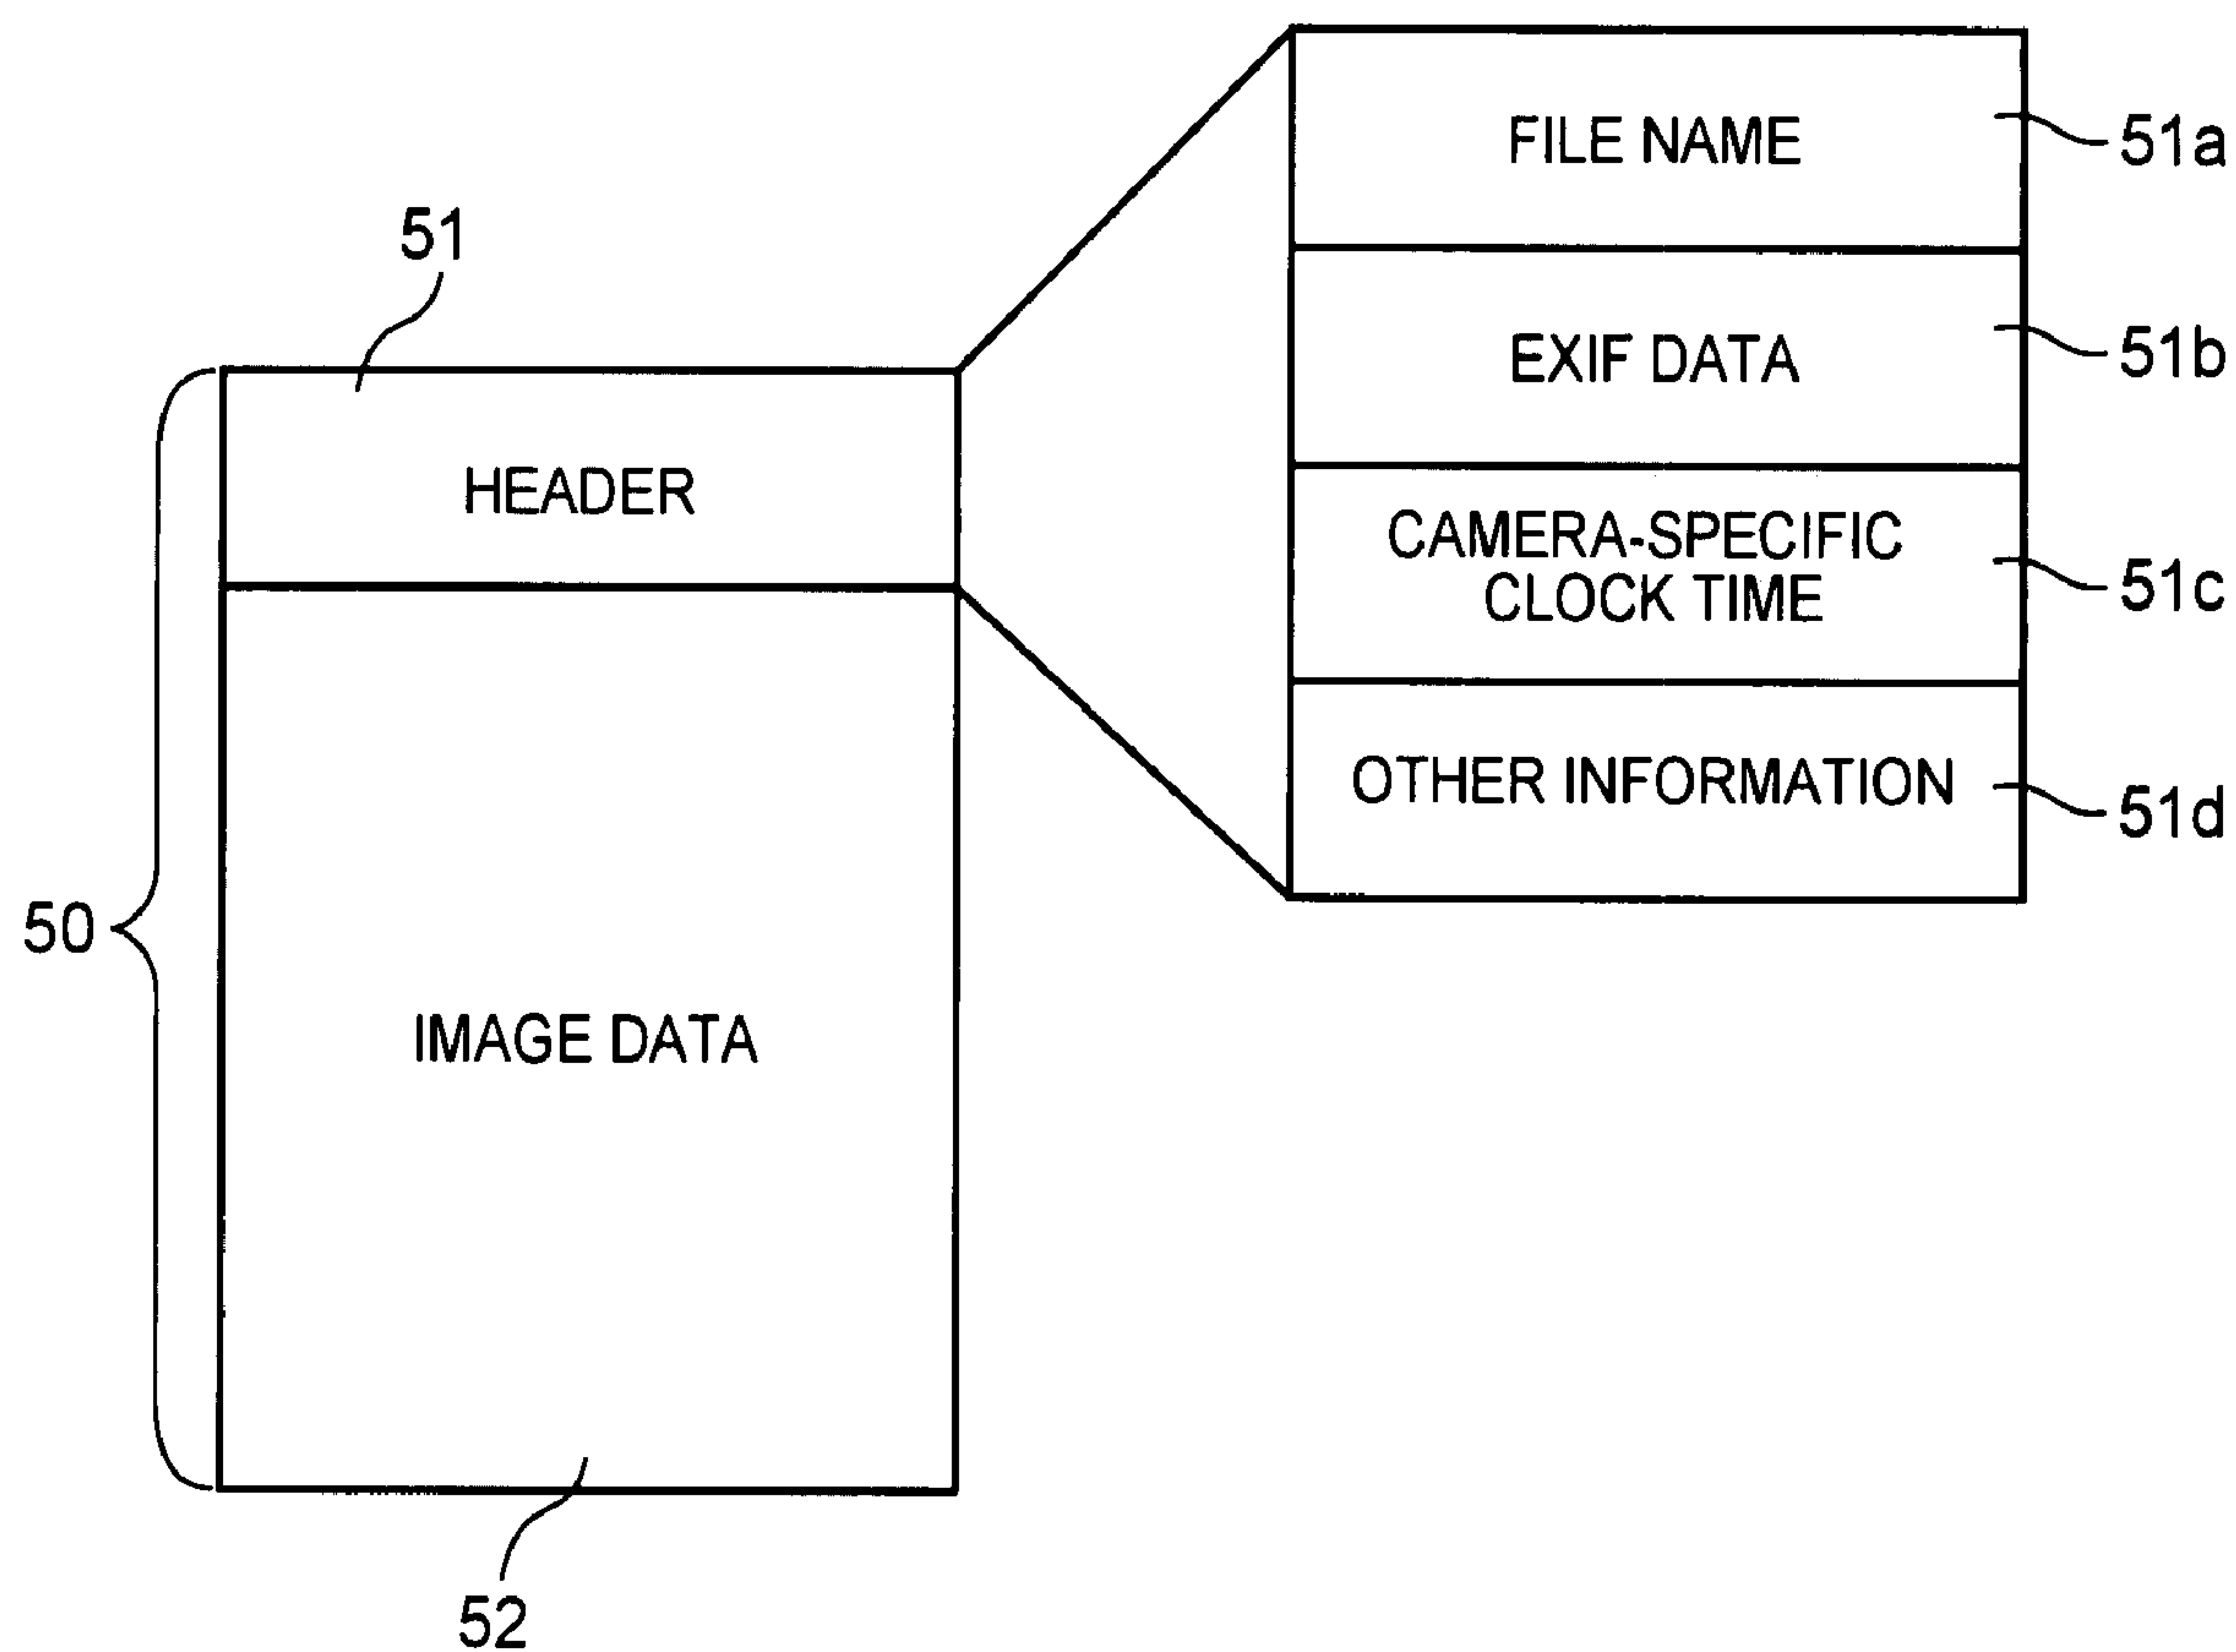 51
HEADER
50
IMAGE DATA
52
FILE NAME
51a
EXIF DATA
51b
CAMERA-SPECIFIC
CLOCK TIME
51c
OTHER INFORMATION
51d